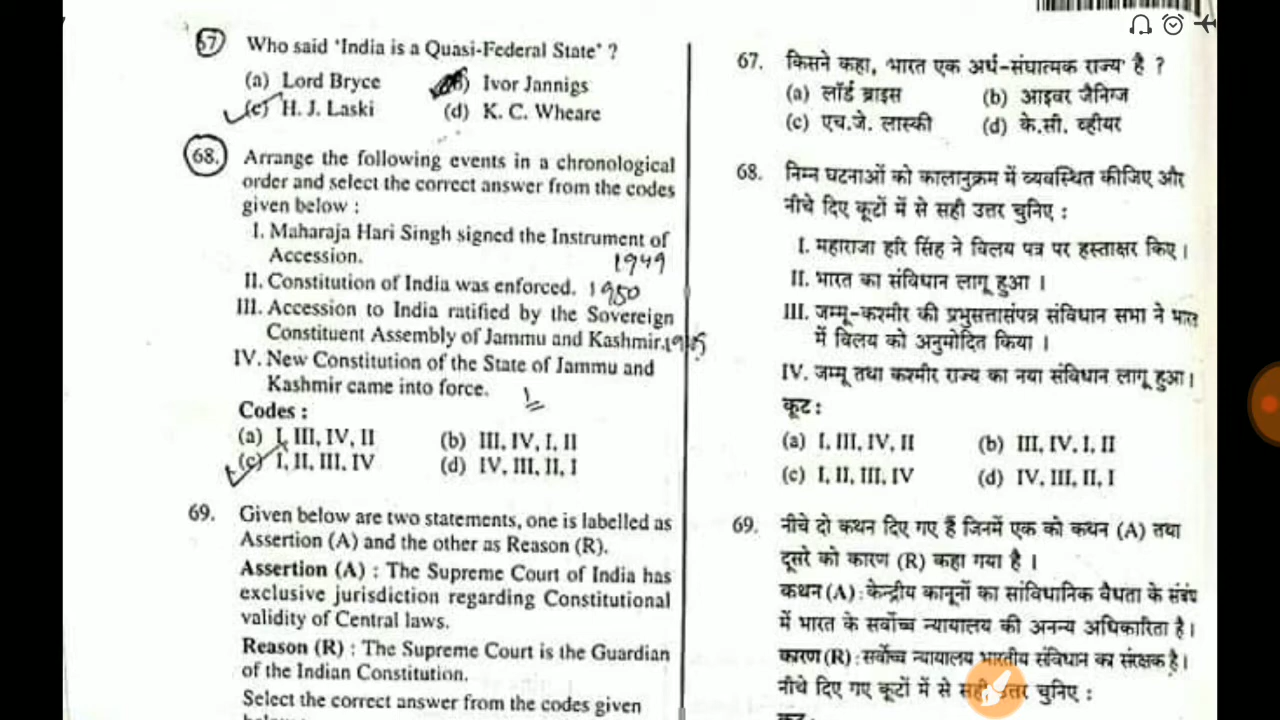 67. Who said 'India is a Quasi-Federal State' ?
(a) Lord Bryce (b) Ivor Jannigs
(c) H. J. Laski (d) K. C. Wheare
68. Arrange the following events in a chronological
order and select the correct answer from the codes
given below :
I. Maharaja Hari Singh signed the Instrument of
Accession. 1949
II. Constitution of India was enforced. 1950
III. Accession to India ratified by the Sovereign
Constituent Assembly of Jammu and Kashmir.
IV. New Constitution of the State of Jammu and
Kashmir came into force.
Codes :
(a) I, III, IV, II (b) III, IV, I, II
(c) I, II, III, IV (d) IV, III, II, I
69. Given below are two statements, one is labelled as
Assertion (A) and the other as Reason (R).
Assertion (A) : The Supreme Court of India has
exclusive jurisdiction regarding Constitutional
validity of Central laws.
Reason (R) : The Supreme Court is the Guardian
of the Indian Constitution.
Select the correct answer from the codes given
67. किसने कहा, 'भारत एक अर्ध-संघात्मक राज्य' है ?
(a) लॉर्ड ब्राइस (b) आइवर जैनिग्ज
(c) एच.जे. लास्की (d) के.सी. व्हीयर
68. निम्न घटनाओं को कालानुक्रम में व्यवस्थित कीजिए और
नीचे दिए कूटों में से सही उत्तर चुनिए :
I. महाराजा हरि सिंह ने विलय पत्र पर हस्ताक्षर किए।
II. भारत का संविधान लागू हुआ ।
III. जम्मू-कश्मीर की प्रभुसत्तासंपन्न संविधान सभा ने भारत
में विलय को अनुमोदित किया ।
IV. जम्मू तथा कश्मीर राज्य का नया संविधान लागू हुआ।
कूट :
(a) I, III, IV, II (b) III, IV, I, II
(c) I, II, III, IV (d) IV, III, II, I
69. नीचे दो कथन दिए गए हैं जिनमें एक को कथन (A) तथा
दूसरे को कारण (R) कहा गया है ।
कथन (A) : केन्द्रीय कानूनों का सांविधानिक वैधता के संबंध
में भारत के सर्वोच्च न्यायालय की अनन्य अधिकारिता है।
कारण (R) : सर्वोच्च न्यायालय भारतीय संविधान का संरक्षक है।
नीचे दिए गए कूटों में से सही उत्तर चुनिए :